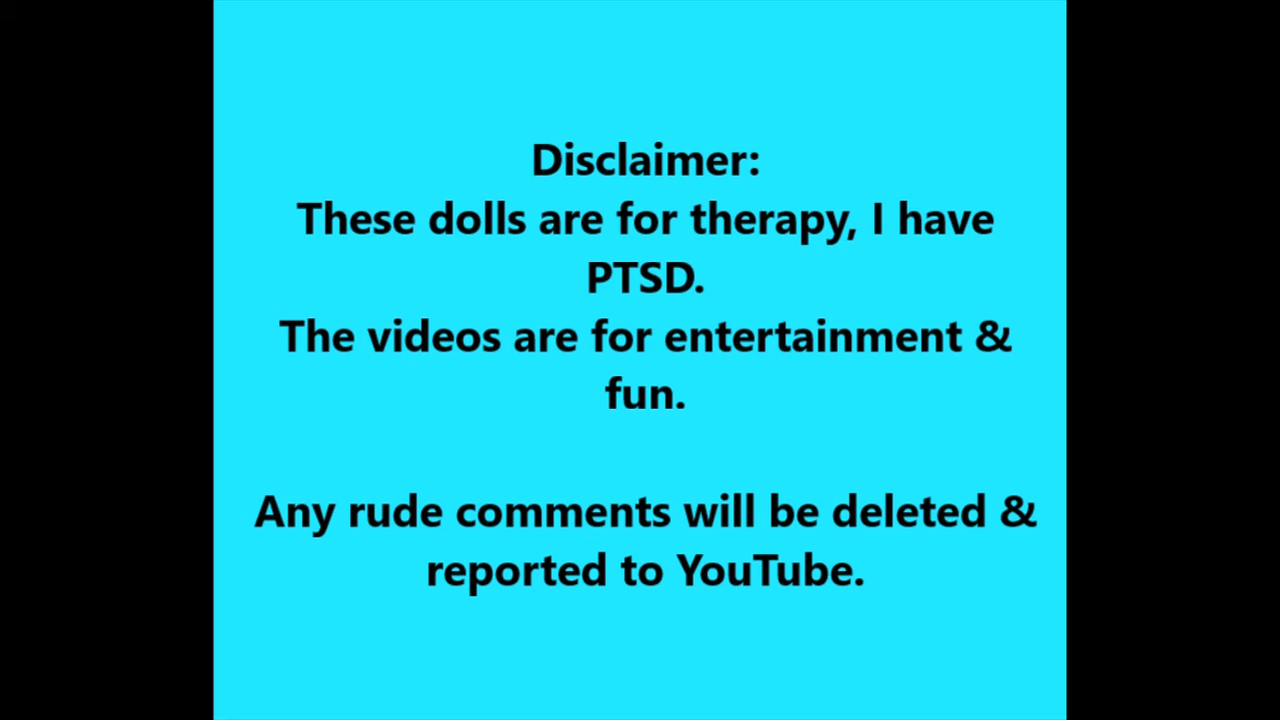 Disclaimer:
These dolls are for therapy, I have
PTSD.
The videos are for entertainment &
fun.
Any rude comments will be deleted &
reported to YouTube.